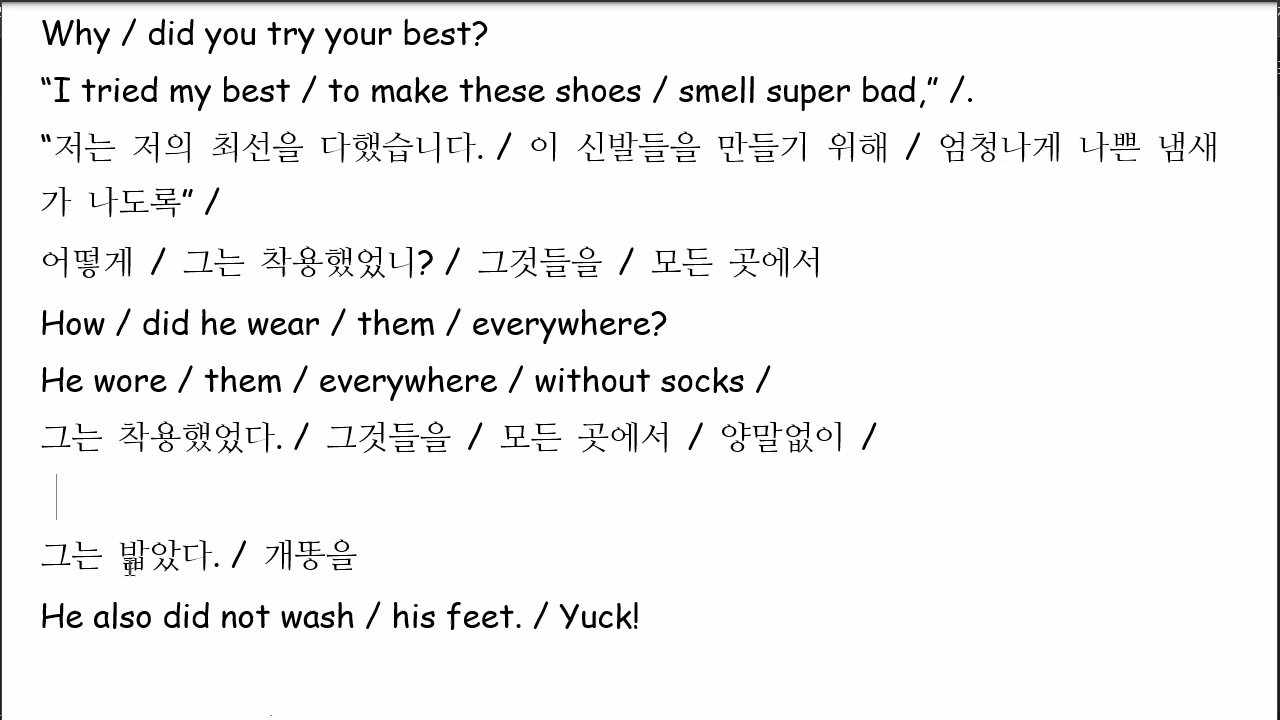 Why / did you try your best?
“I tried my best / to make these shoes / smell super bad,” /.
“저는 저의 최선을 다했습니다. / 이 신발들을 만들기 위해 / 엄청나게 나쁜 냄새
가 나도록” /
어떻게 / 그는 착용했었니? / 그것들을 / 모든 곳에서
How / did he wear / them / everywhere?
He wore / them / everywhere / without socks /
그는 착용했었다. / 그것들을 / 모든 곳에서 / 양말없이 /
그는 밟았다. / 개똥을
He also did not wash / his feet. / Yuck!